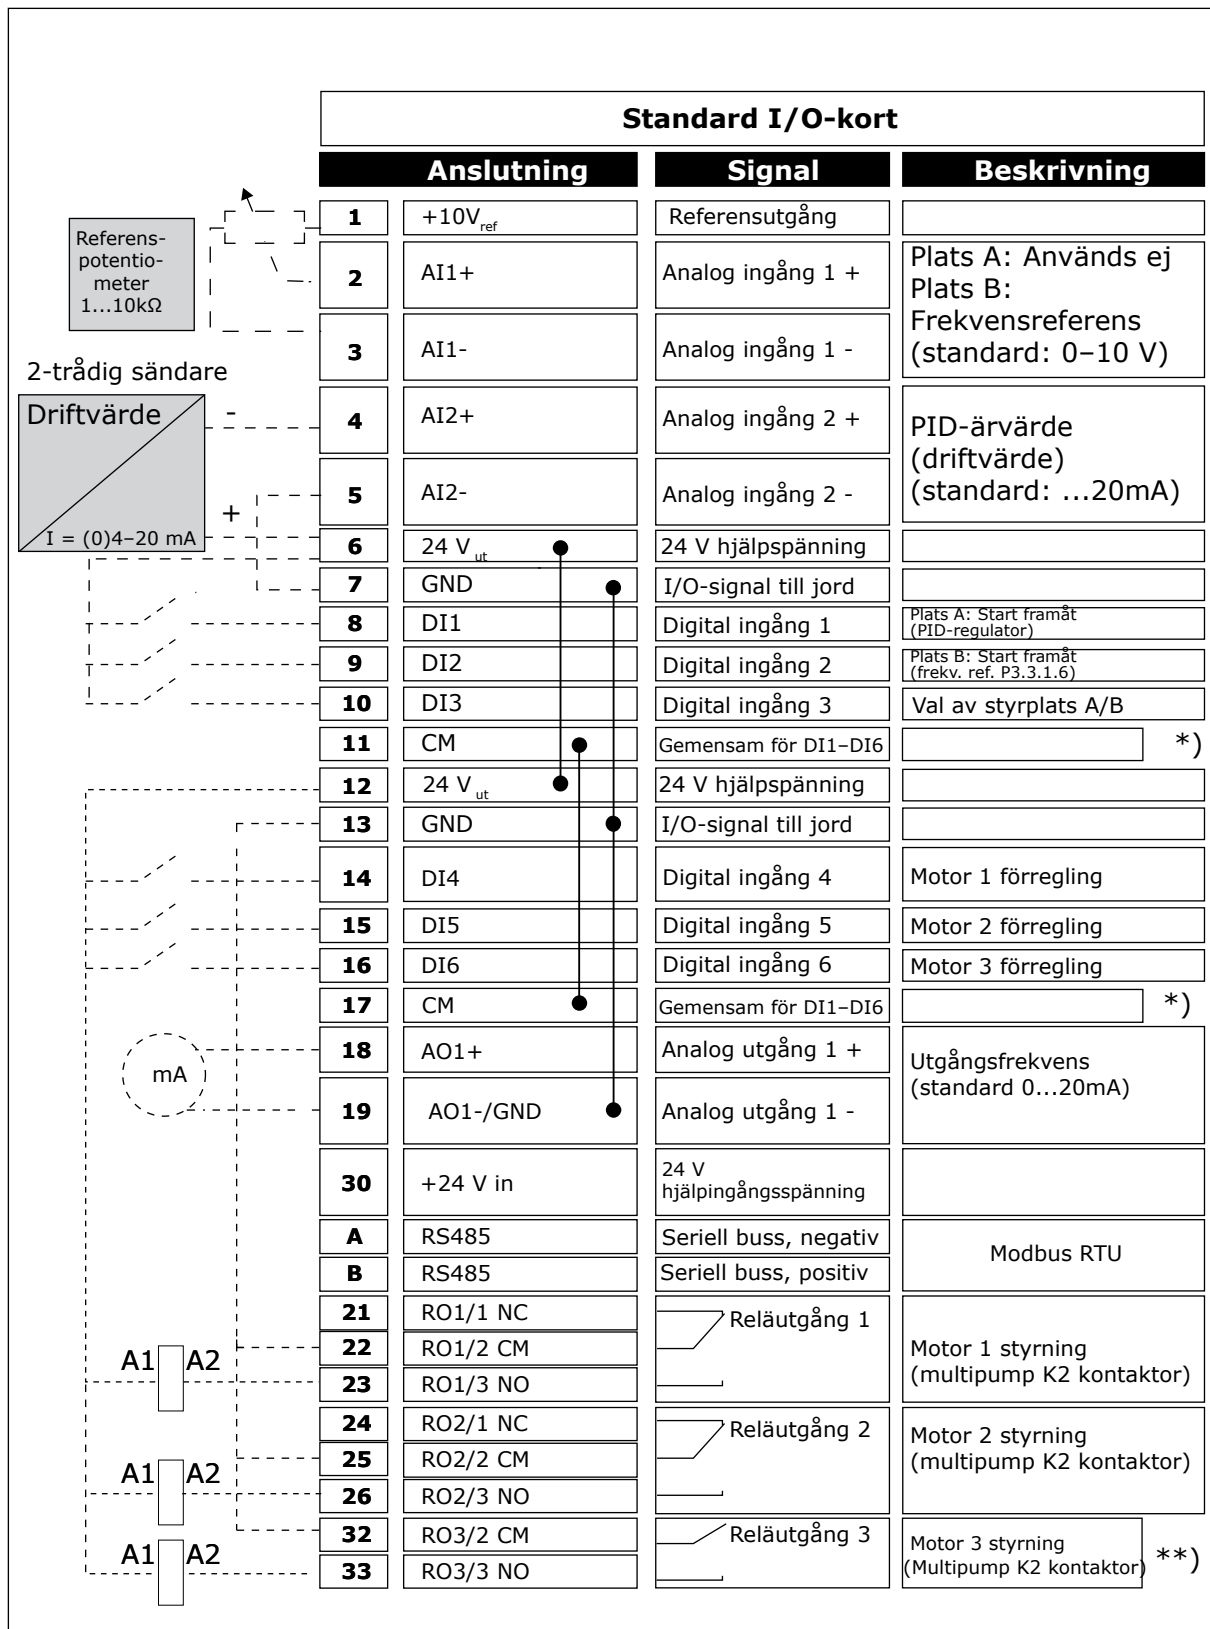 Standard I/O-kort
Anslutning Signal Beskrivning
Referens-
potentio-
meter
1...10kΩ
2-trådig sändare
Driftvärde
-
+
I = (0)4–20 mA
1 +10Vref Referensutgång
2 AI1+ Analog ingång 1 +
3 AI1- Analog ingång 1 -
Plats A: Används ej
Plats B:
Frekvensreferens
(standard: 0–10 V)
4 AI2+ Analog ingång 2 +
5 AI2- Analog ingång 2 -
PID-ärvärde
(driftvärde)
(standard: ...20mA)
6 24 Vut 24 V hjälpspänning
7 GND I/O-signal till jord
8 DI1 Digital ingång 1
Plats A: Start framåt
(PID-regulator)
9 DI2 Digital ingång 2
Plats B: Start framåt
(frekv. ref. P3.3.1.6)
10 DI3 Digital ingång 3 Val av styrplats A/B
11 CM Gemensam för DI1–DI6 *)
12 24 Vut 24 V hjälpspänning
13 GND I/O-signal till jord
14 DI4 Digital ingång 4 Motor 1 förregling
15 DI5 Digital ingång 5 Motor 2 förregling
16 DI6 Digital ingång 6 Motor 3 förregling
17 CM Gemensam för DI1–DI6 *)
mA
18 AO1+ Analog utgång 1 +
19 AO1-/GND Analog utgång 1 -
Utgångsfrekvens
(standard 0...20mA)
30 +24 V in
24 V
hjälpingångsspänning
A RS485 Seriell buss, negativ
B RS485 Seriell buss, positiv
Modbus RTU
21 RO1/1 NC Reläutgång 1
22 RO1/2 CM
A1 A2
23 RO1/3 NO
Motor 1 styrning
(multipump K2 kontaktor)
24 RO2/1 NC Reläutgång 2
25 RO2/2 CM
A1 A2
26 RO2/3 NO
Motor 2 styrning
(multipump K2 kontaktor)
32 RO3/2 CM Reläutgång 3
A1 A2
33 RO3/3 NO
Motor 3 styrning
(Multipump K2 kontaktor)
**)